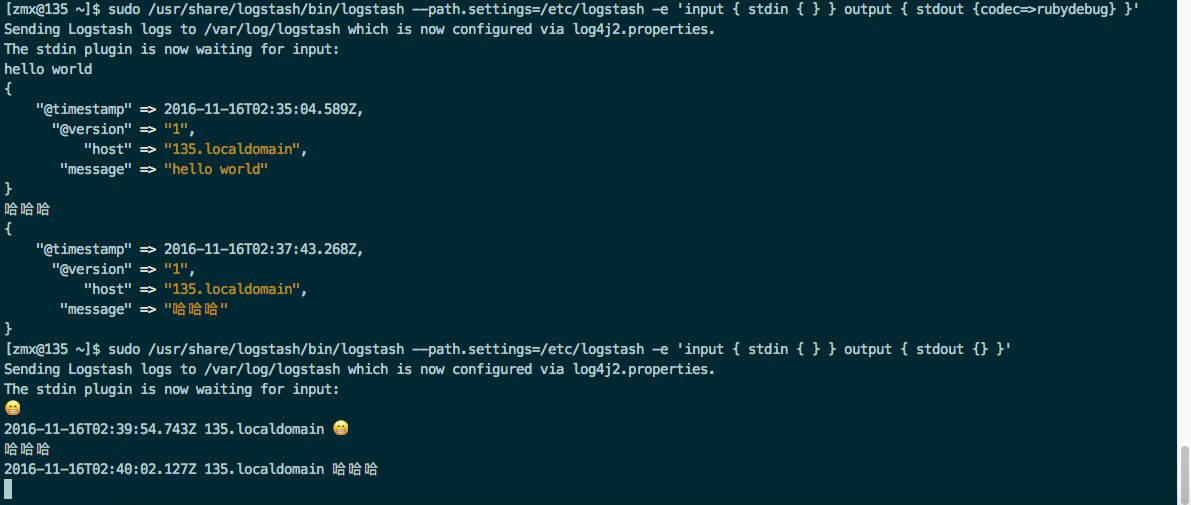 [zmx@135 ~]$ sudo /usr/share/logstash/bin/logstash --path.settings=/etc/logstash -e 'input { stdin { } } output { stdout {codec=>rubydebug} }'
Sending Logstash logs to /var/log/logstash which is now configured via log4j2.properties.
The stdin plugin is now waiting for input:
hello world
{
    "@timestamp" => 2016-11-16T02:35:04.589Z,
      "@version" => "1",
          "host" => "135.localdomain",
       "message" => "hello world"
}
哈哈哈
{
    "@timestamp" => 2016-11-16T02:37:43.268Z,
      "@version" => "1",
          "host" => "135.localdomain",
       "message" => "哈哈哈"
}
[zmx@135 ~]$ sudo /usr/share/logstash/bin/logstash --path.settings=/etc/logstash -e 'input { stdin { } } output { stdout {} }'
Sending Logstash logs to /var/log/logstash which is now configured via log4j2.properties.
The stdin plugin is now waiting for input:
😁
2016-11-16T02:39:54.743Z 135.localdomain 😁
哈哈哈
2016-11-16T02:40:02.127Z 135.localdomain 哈哈哈